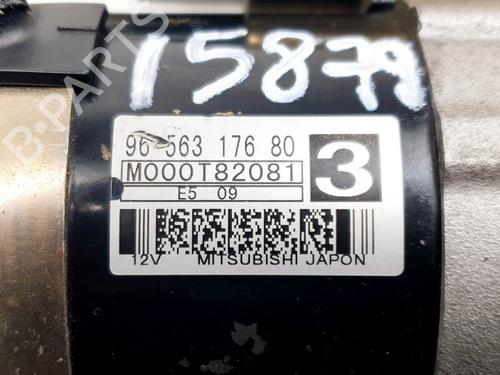 15879
96 563 176 80
M000T82081
E5 09
3
12V MITSUBISHI JAPON
B-PARTS